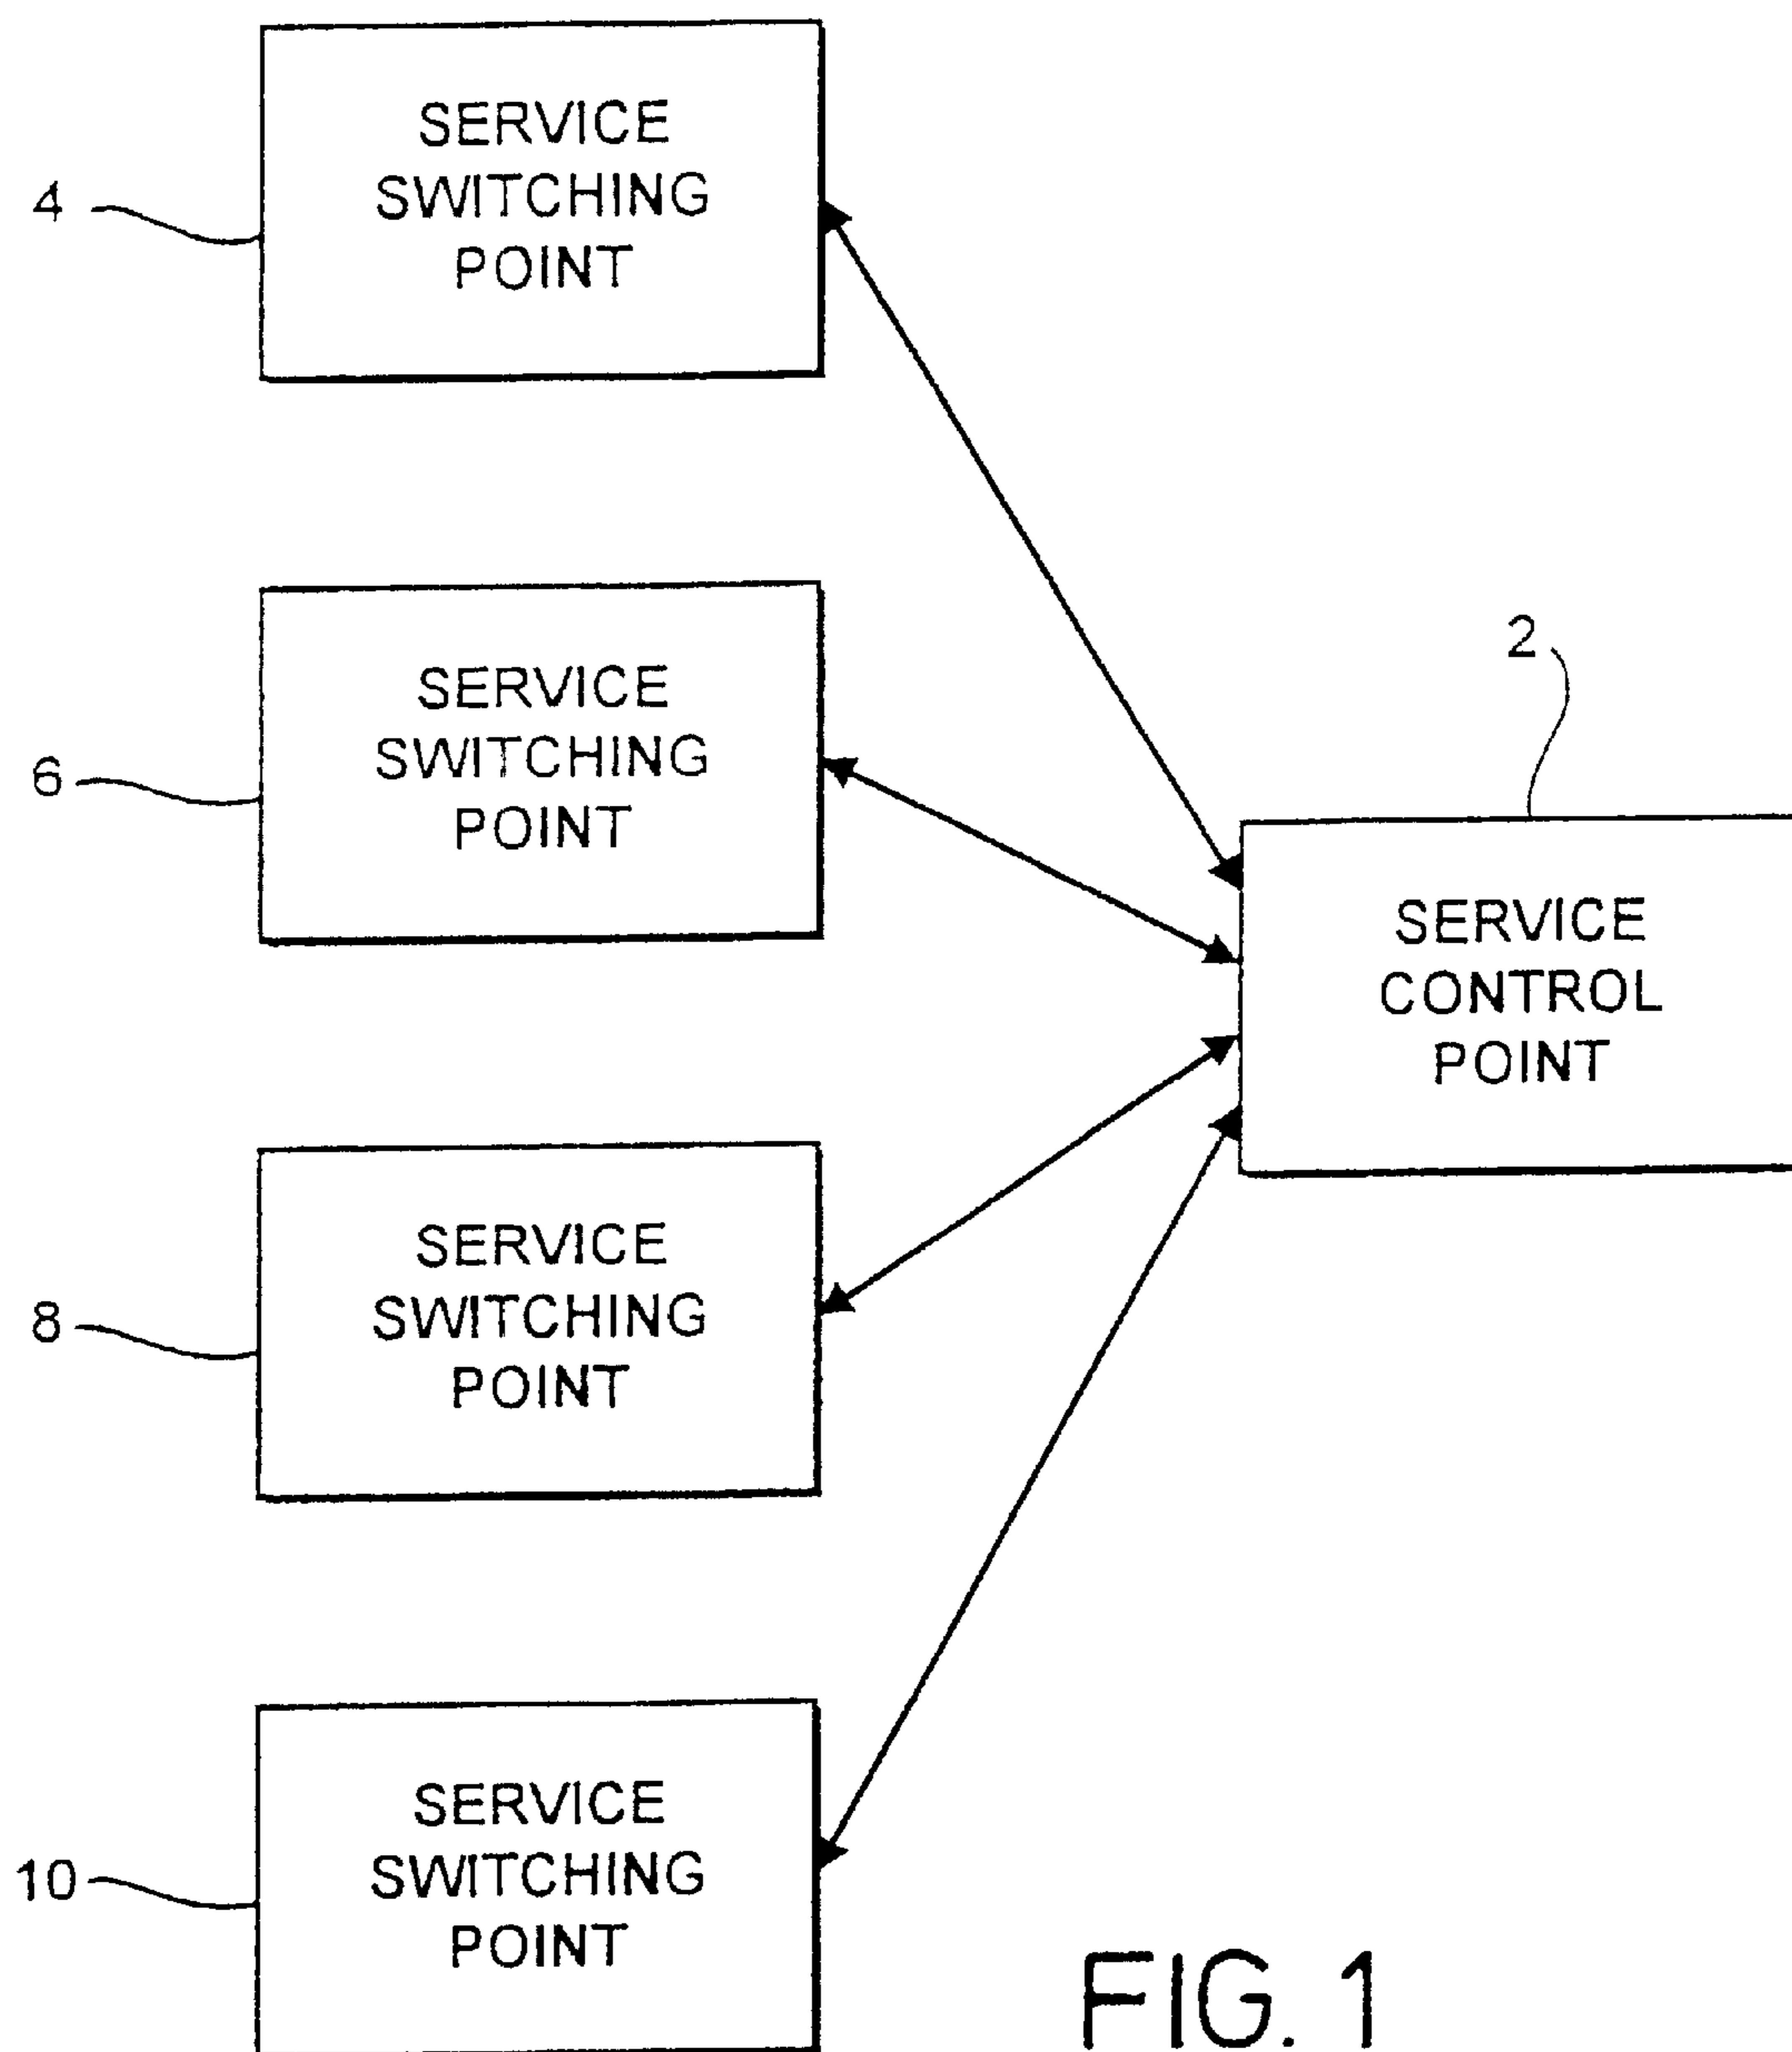 SERVICE
SWITCHING
POINT
4
SERVICE
SWITCHING
POINT
6
2
SERVICE
CONTROL
POINT
SERVICE
SWITCHING
POINT
8
SERVICE
SWITCHING
POINT
10
FIG. 1